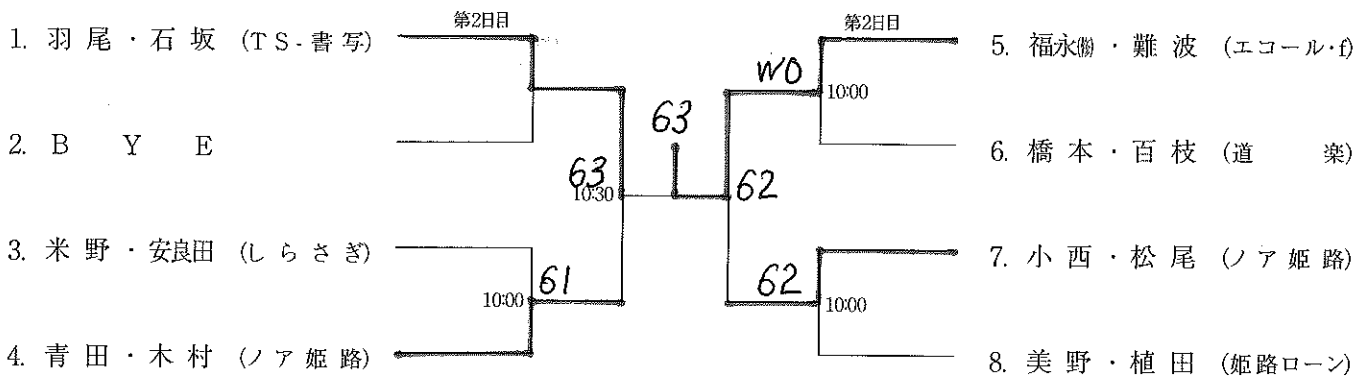 第2日目
1. 羽尾・石坂 (TS-書写)
2. B Y E
63
10:30
3. 米野・安良田 (しらさぎ)
10:00
61
4. 青田・木村 (ノア姫路)
63
第2日目
5. 福永・難波 (エコール・f)
WO
10:00
6. 橋本・百枝 (道 楽)
62
7. 小西・松尾 (ノア姫路)
62
10:00
8. 美野・植田 (姫路ローン)